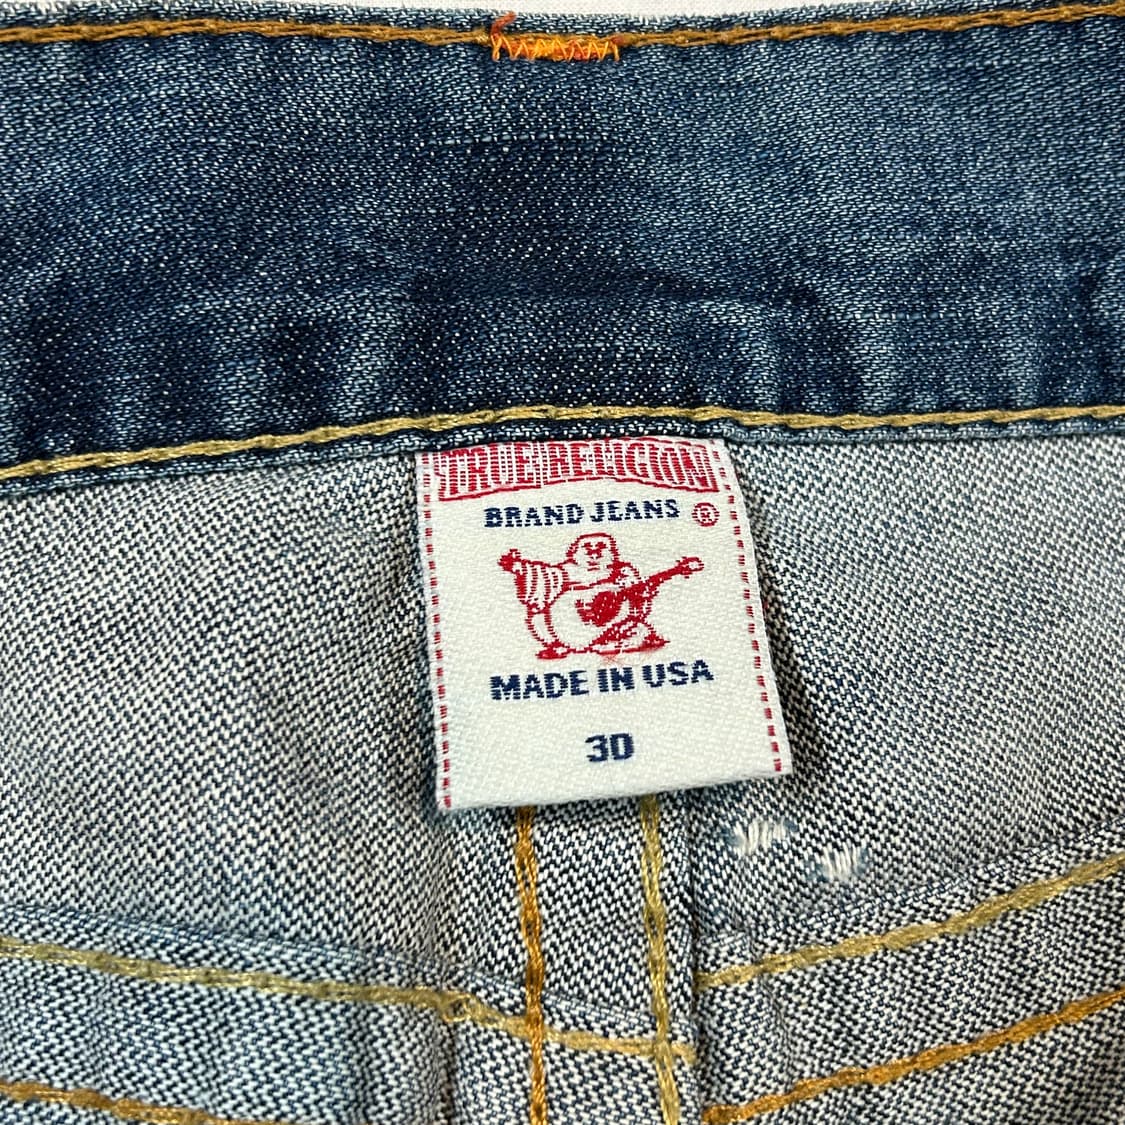 TRUE RELIGION
BRAND JEANS ®
MADE IN USA
30